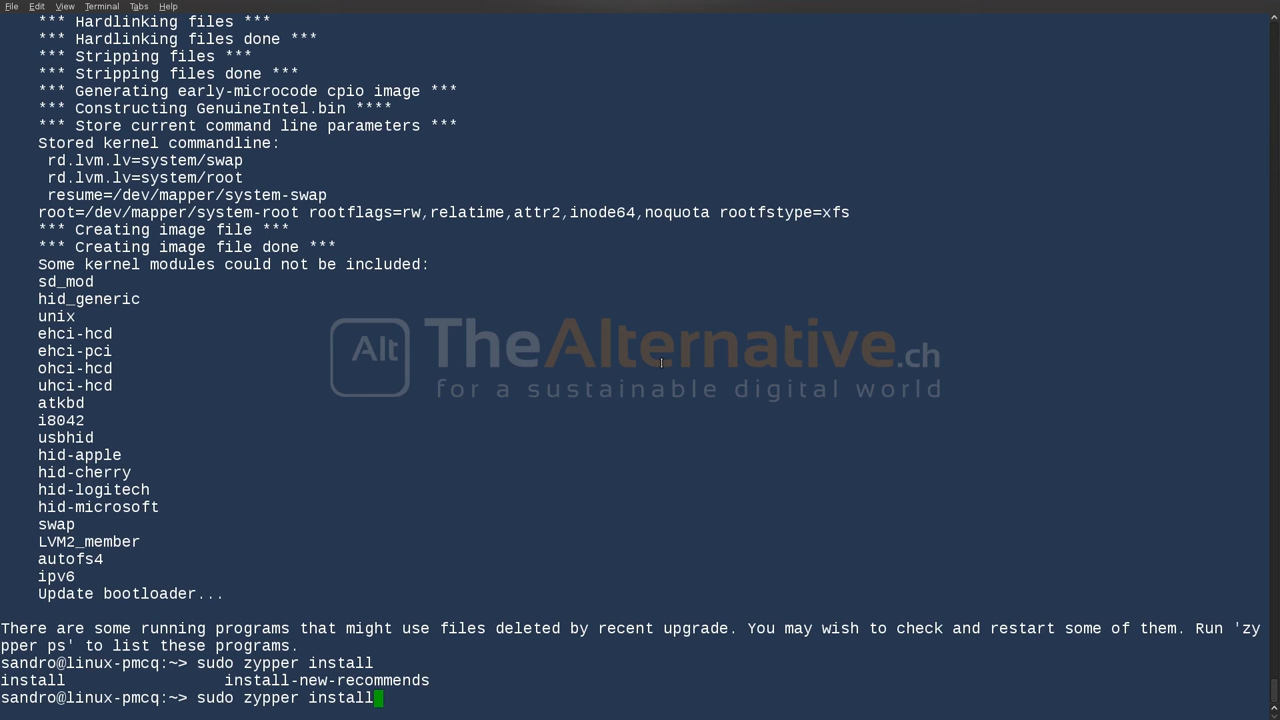 File Edit View Terminal Tabs Help
*** Hardlinking files ***
*** Hardlinking files done ***
*** Stripping files ***
*** Stripping files done ***
*** Generating early-microcode cpio image ***
*** Constructing GenuineIntel.bin ****
*** Store current command line parameters ***
Stored kernel commandline:
rd.lvm.lv=system/swap
rd.lvm.lv=system/root
resume=/dev/mapper/system-swap
root=/dev/mapper/system-root rootflags=rw,relatime,attr2,inode64,noquota rootfstype=xfs
*** Creating image file ***
*** Creating image file done ***
Some kernel modules could not be included:
sd_mod
hid_generic
unix
ehci-hcd
ehci-pci
ohci-hcd
uhci-hcd
atkbd
i8042
usbhid
hid-apple
hid-cherry
hid-logitech
hid-microsoft
swap
LVM2_member
autofs4
ipv6
Update bootloader...
Alt TheAlternative.ch
for a sustainable digital world
There are some running programs that might use files deleted by recent upgrade. You may wish to check and restart some of them. Run 'zy
pper ps' to list these programs.
sandro@linux-pmcq:~> sudo zypper install
install install-new-recommends
sandro@linux-pmcq:~> sudo zypper install